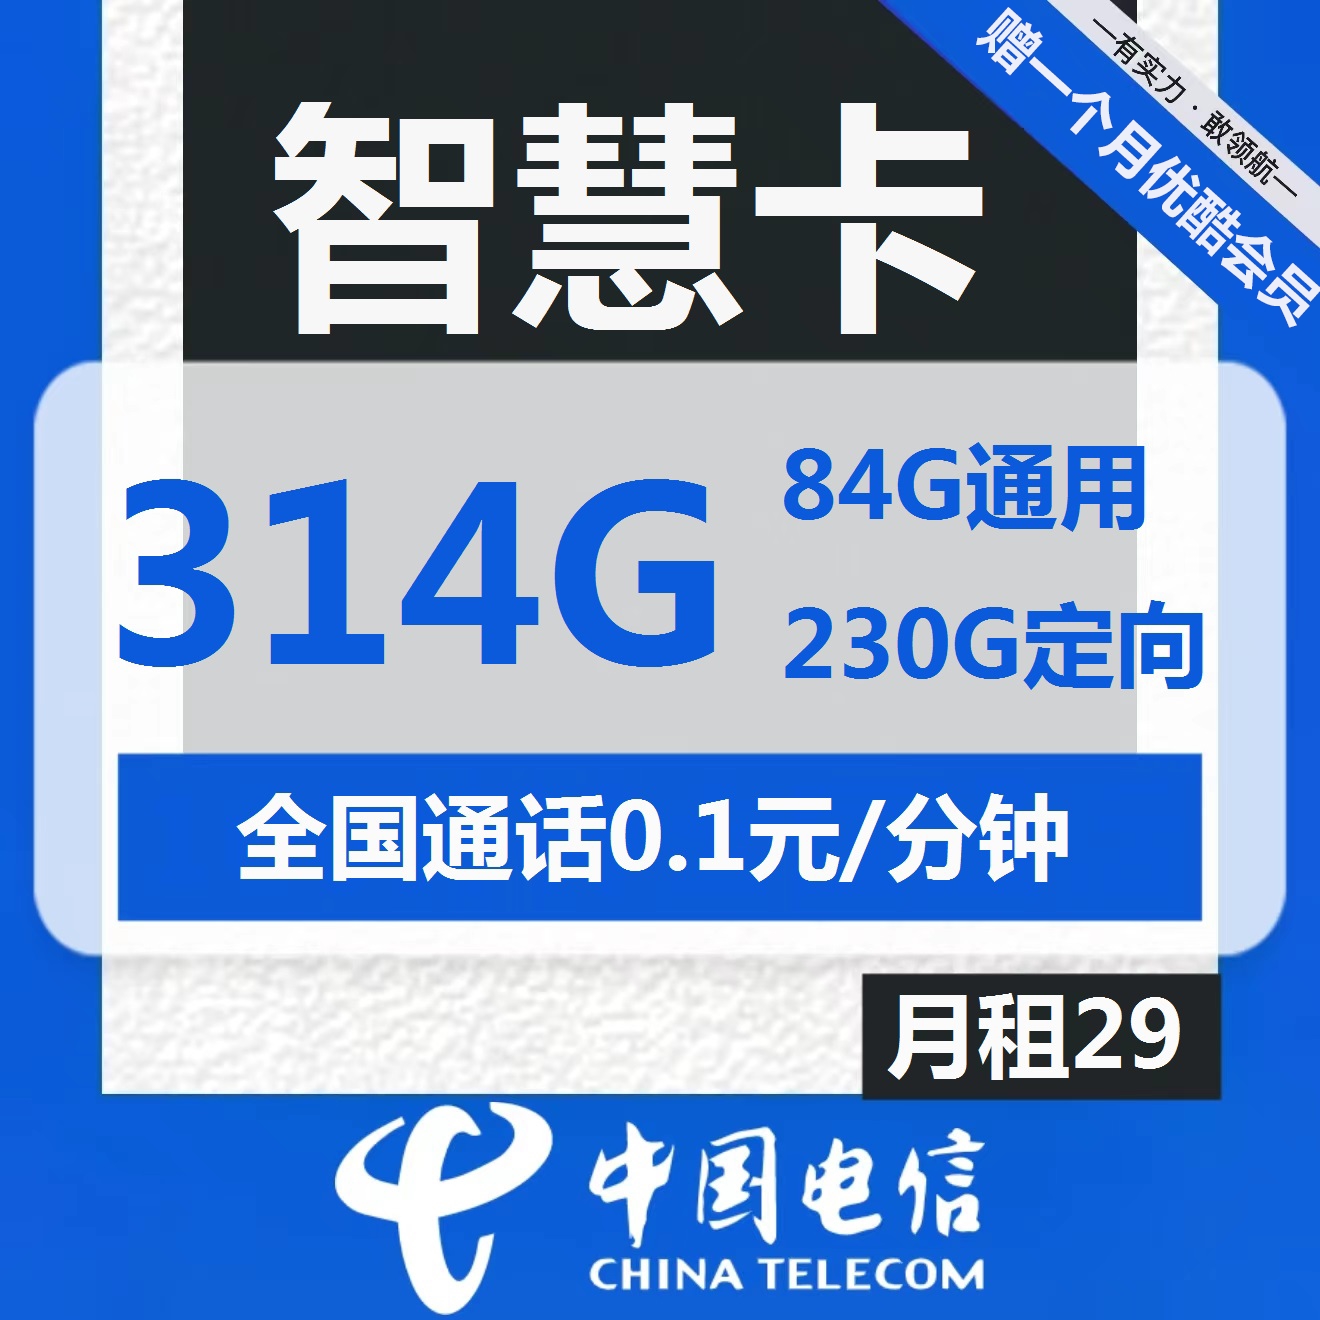 一有实力·敢领航一
赠一个月优酷会员
智慧卡
314G
84G通用
230G定向
全国通话0.1元/分钟
月租29
中国电信
CHINA TELECOM